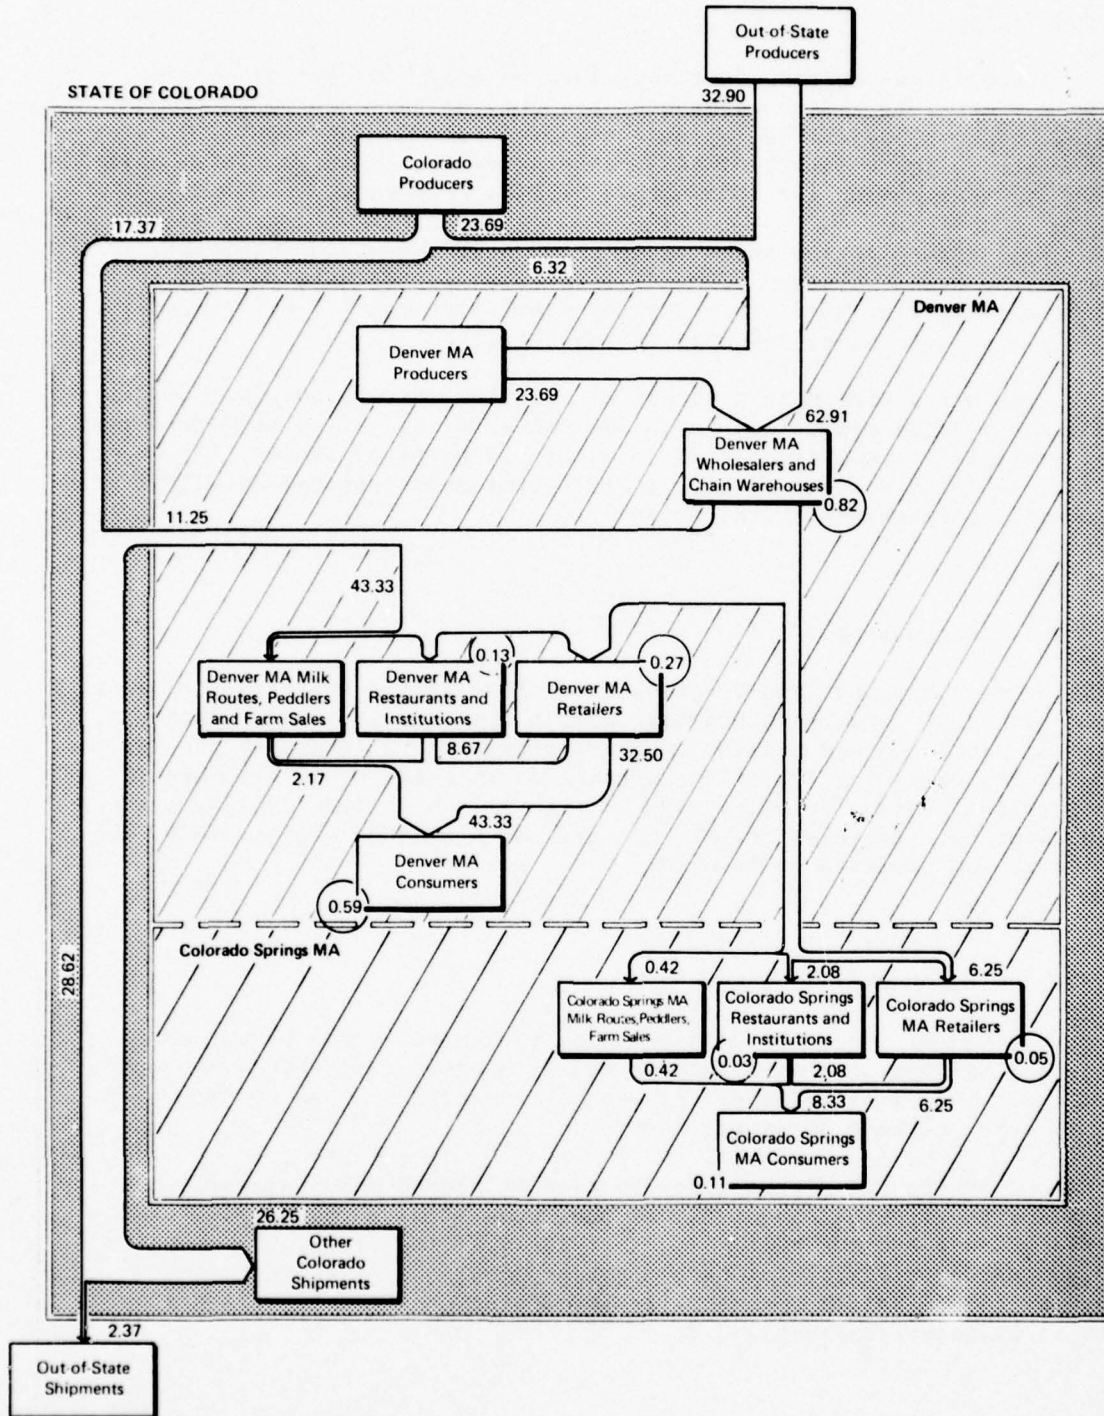 Out-of-State
Producers
STATE OF COLORADO
32.90
Colorado
Producers
17.37
23.69
6.32
Denver MA
Denver MA
Producers
23.69
62.91
Denver MA
Wholesalers and
Chain Warehouses
0.82
11.25
43.33
0.13
0.27
Denver MA Milk
Routes, Peddlers
and Farm Sales
Denver MA
Restaurants and
Institutions
Denver MA
Retailers
8.67
32.50
2.17
43.33
Denver MA
Consumers
0.59
Colorado Springs MA
28.62
0.42
2.08
6.25
Colorado Springs MA
Milk Routes, Peddlers,
Farm Sales
Colorado Springs
Restaurants and
Institutions
Colorado Springs
MA Retailers
0.03
0.05
0.42
2.08
8.33
6.25
Colorado Springs
MA Consumers
0.11
26.25
Other
Colorado
Shipments
2.37
Out-of-State
Shipments